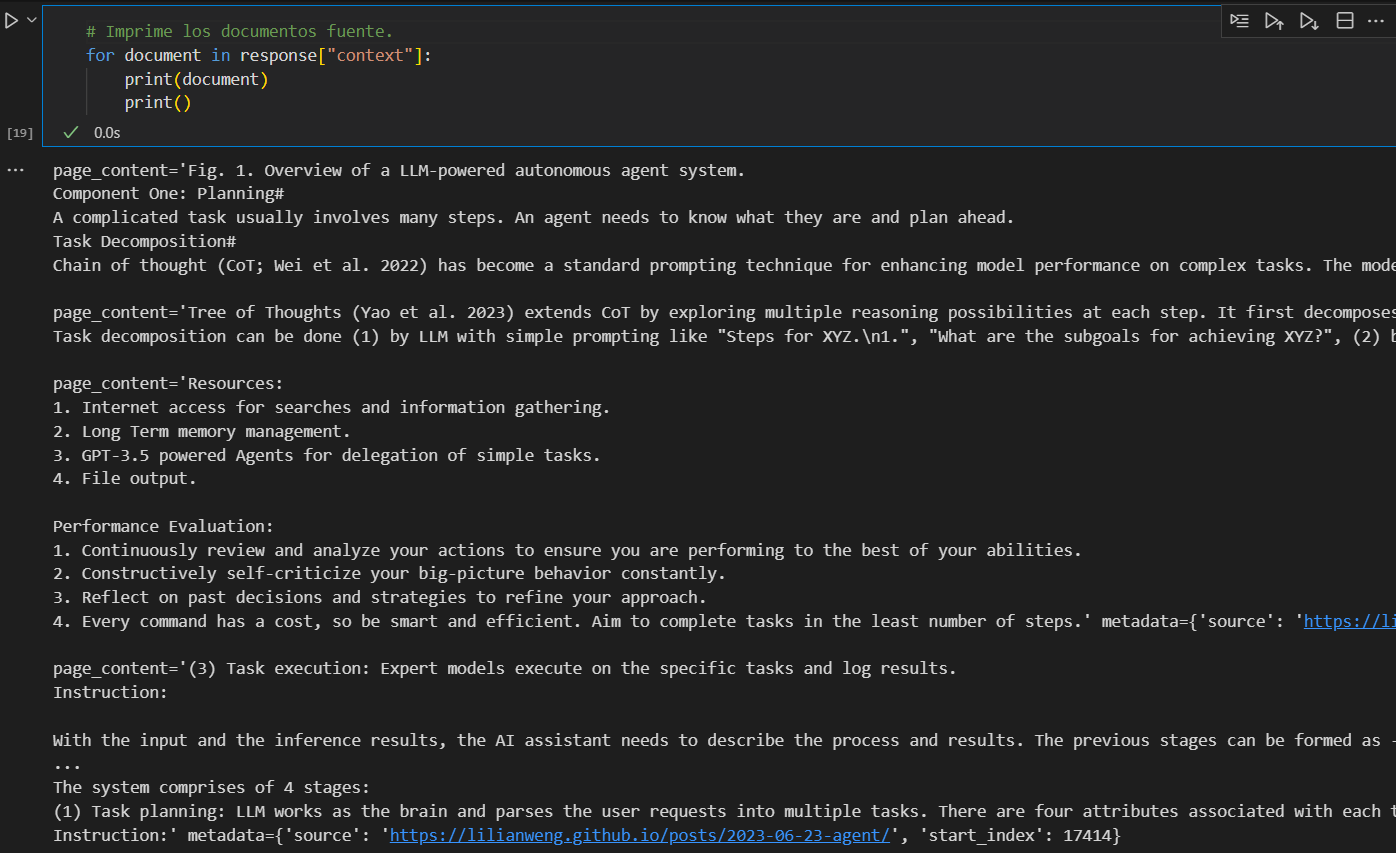 # Imprime los documentos fuente.
for document in response["context"]:
    print(document)
    print()
[19]
0.0s
...
page_content='Fig. 1. Overview of a LLM-powered autonomous agent system.
Component One: Planning#
A complicated task usually involves many steps. An agent needs to know what they are and plan ahead.
Task Decomposition#
Chain of thought (CoT; Wei et al. 2022) has become a standard prompting technique for enhancing model performance on complex tasks. The
page_content='Tree of Thoughts (Yao et al. 2023) extends CoT by exploring multiple reasoning possibilities at each step. It first decomposes
Task decomposition can be done (1) by LLM with simple prompting like "Steps for XYZ.\n1.", "What are the subgoals for achieving XYZ?", (2)
page_content='Resources:
1. Internet access for searches and information gathering.
2. Long Term memory management.
3. GPT-3.5 powered Agents for delegation of simple tasks.
4. File output.
Performance Evaluation:
1. Continuously review and analyze your actions to ensure you are performing to the best of your abilities.
2. Constructively self-criticize your big-picture behavior constantly.
3. Reflect on past decisions and strategies to refine your approach.
4. Every command has a cost, so be smart and efficient. Aim to complete tasks in the least number of steps.' metadata={'source': 'https://li
page_content='(3) Task execution: Expert models execute on the specific tasks and log results.
Instruction:
With the input and the inference results, the AI assistant needs to describe the process and results. The previous stages can be formed as -
...
The system comprises of 4 stages:
(1) Task planning: LLM works as the brain and parses the user requests into multiple tasks. There are four attributes associated with each
Instruction:' metadata={'source': 'https://lilianweng.github.io/posts/2023-06-23-agent/', 'start_index': 17414}